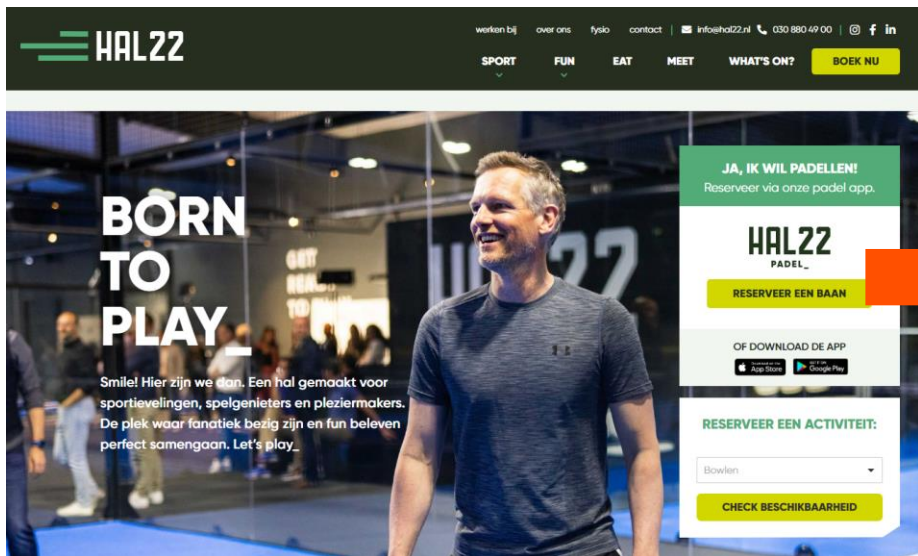 HAL22
werken bij over ons fysio contact info@hal22.nl 030 880 49 00
SPORT FUN EAT MEET WHAT'S ON? BOEK NU
BORN
TO
PLAY_
Smile! Hier zijn we dan. Een hal gemaakt voor
sportievelingen, spelgenieters en pleziermakers.
De plek waar fanatiek bezig zijn en fun beleven
perfect samengaan. Let's play_
GET
READY
HAL22
JA, IK WIL PADELLEN!
Reserveer via onze padel app.
HAL22
PADEL_
RESERVEER EEN BAAN
OF DOWNLOAD DE APP
App Store Google Play
RESERVEER EEN ACTIVITEIT:
Bowlen
CHECK BESCHIKBAARHEID